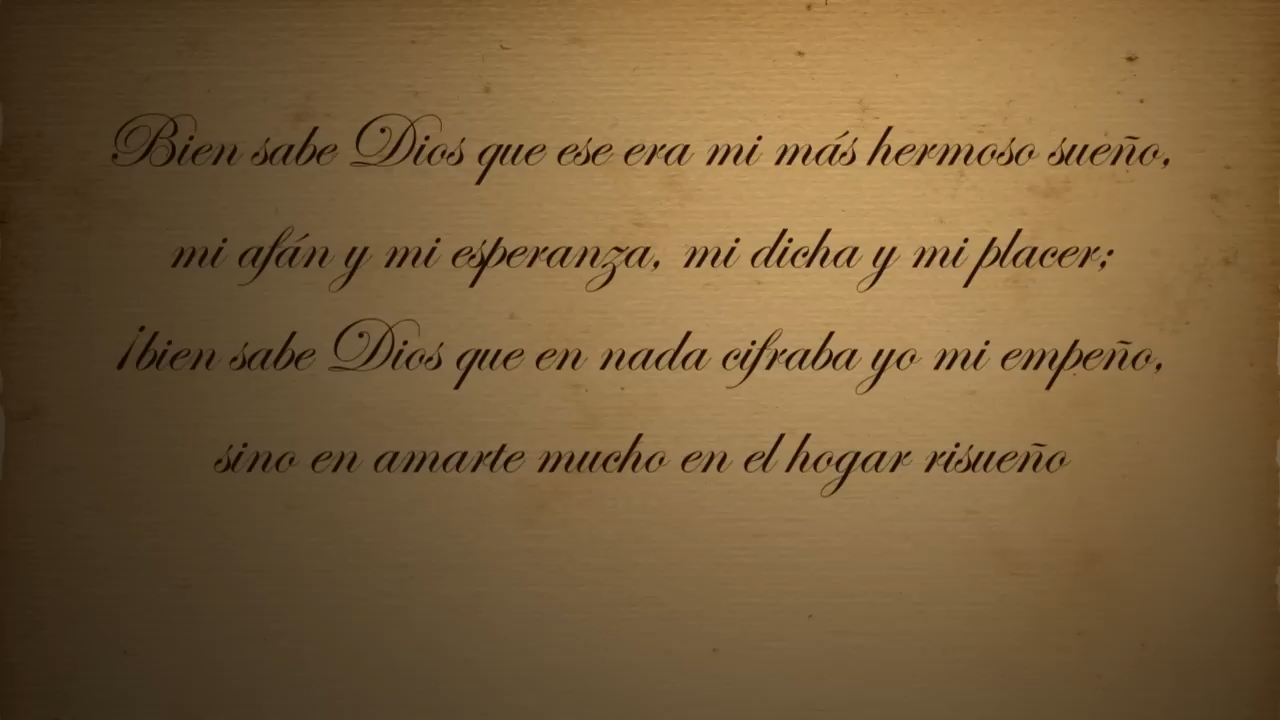 Bien sabe Dios que ese era mi más hermoso sueño,
mi afán y mi esperanza, mi dicha y mi placer;
¡bien sabe Dios que en nada cifraba yo mi empeño,
sino en amarte mucho en el hogar risueño